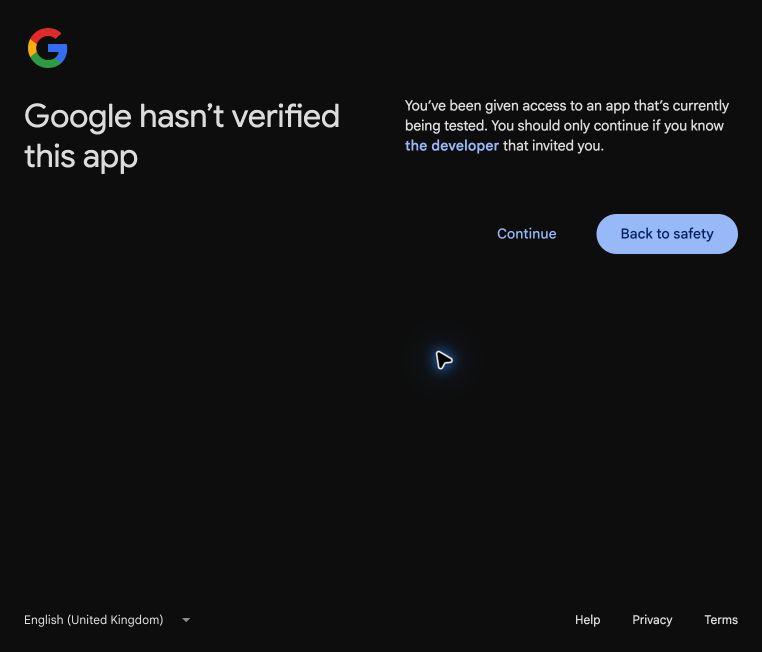 Google hasn’t verified
this app
You’ve been given access to an app that’s currently
being tested. You should only continue if you know
the developer that invited you.
Continue
Back to safety
English (United Kingdom)
Help
Privacy
Terms